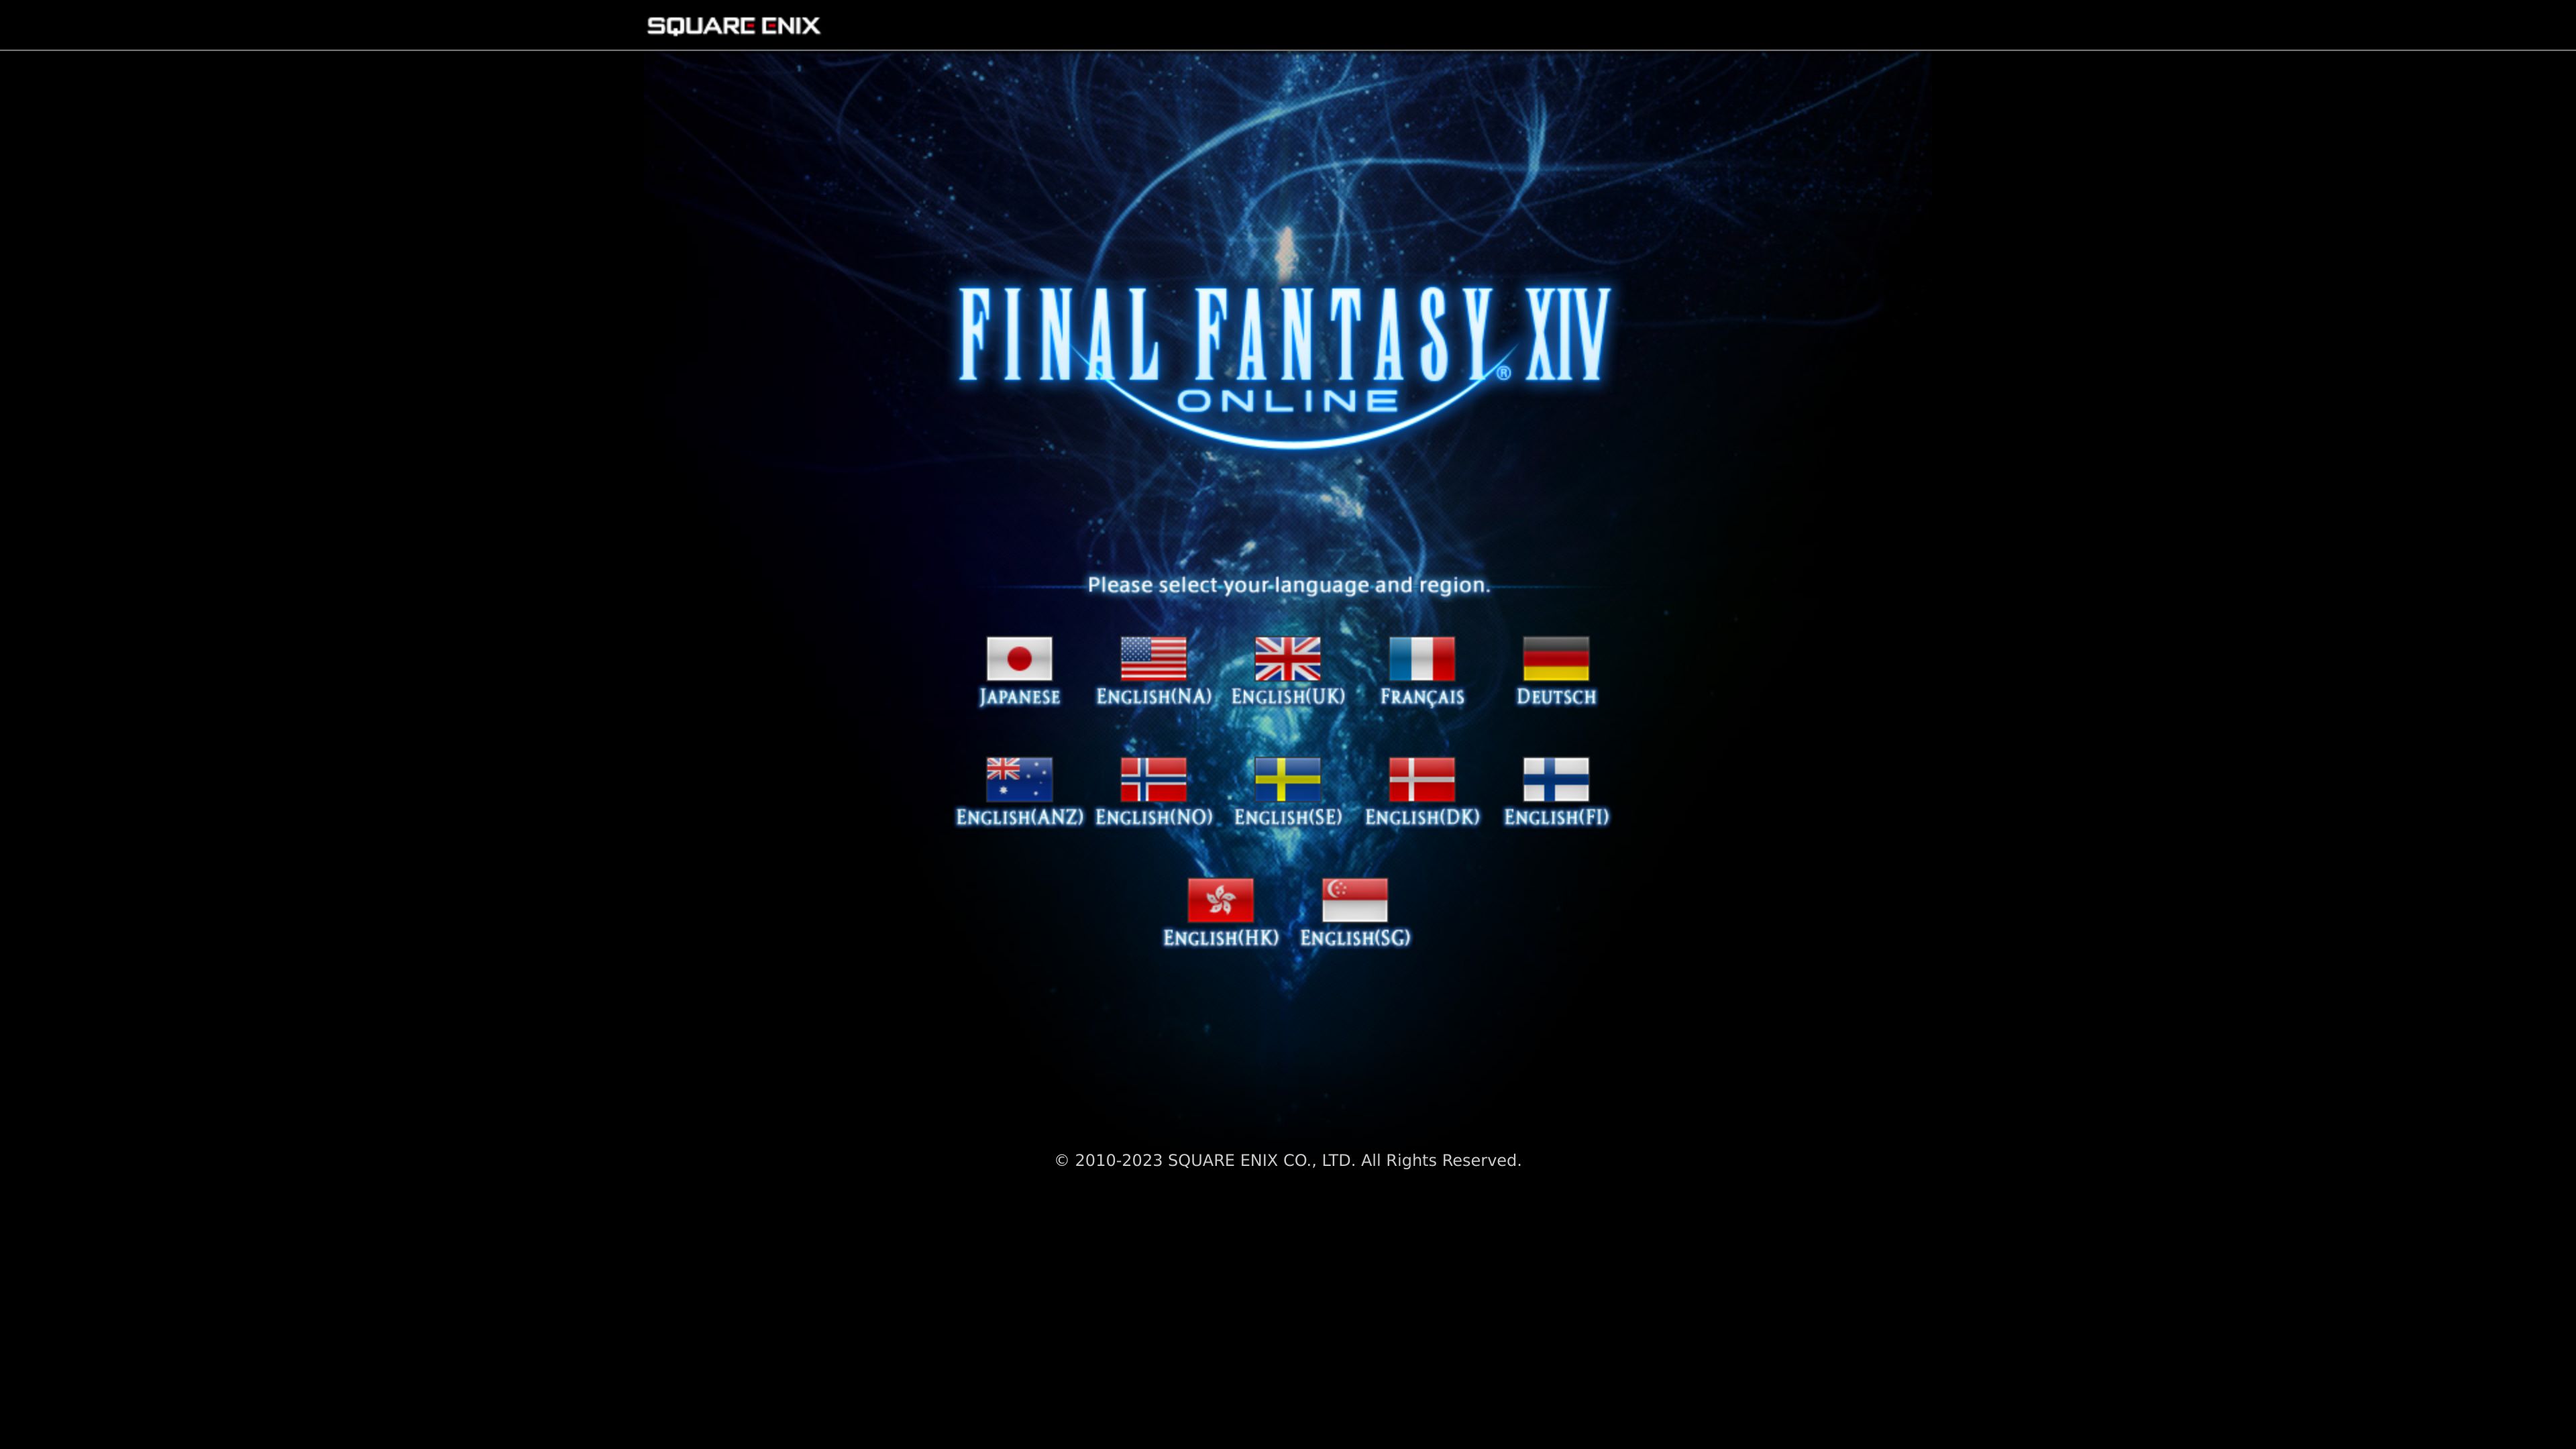 SQUARE ENIX
FINAL FANTASY® XIV
ONLINE
Please select your language and region.
JAPANESE ENGLISH(NA) ENGLISH(UK) FRANÇAIS DEUTSCH
ENGLISH(ANZ) ENGLISH(NO) ENGLISH(SE) ENGLISH(DK) ENGLISH(FI)
ENGLISH(HK) ENGLISH(SG)
© 2010-2023 SQUARE ENIX CO., LTD. All Rights Reserved.